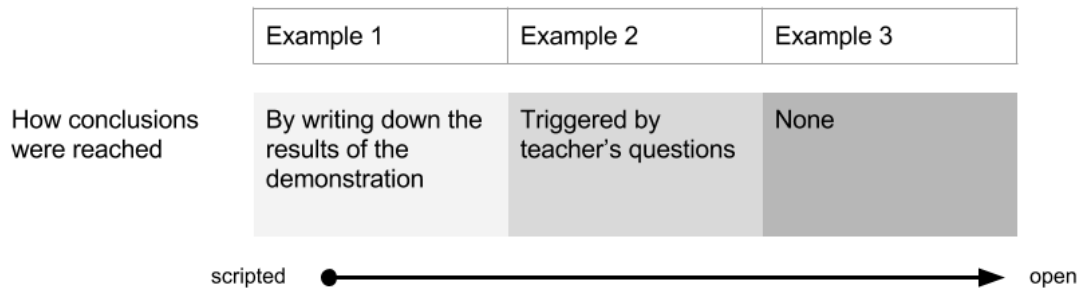 Example 1
Example 2
Example 3
How conclusions
were reached
By writing down the
results of the
demonstration
Triggered by
teacher’s questions
None
scripted
open